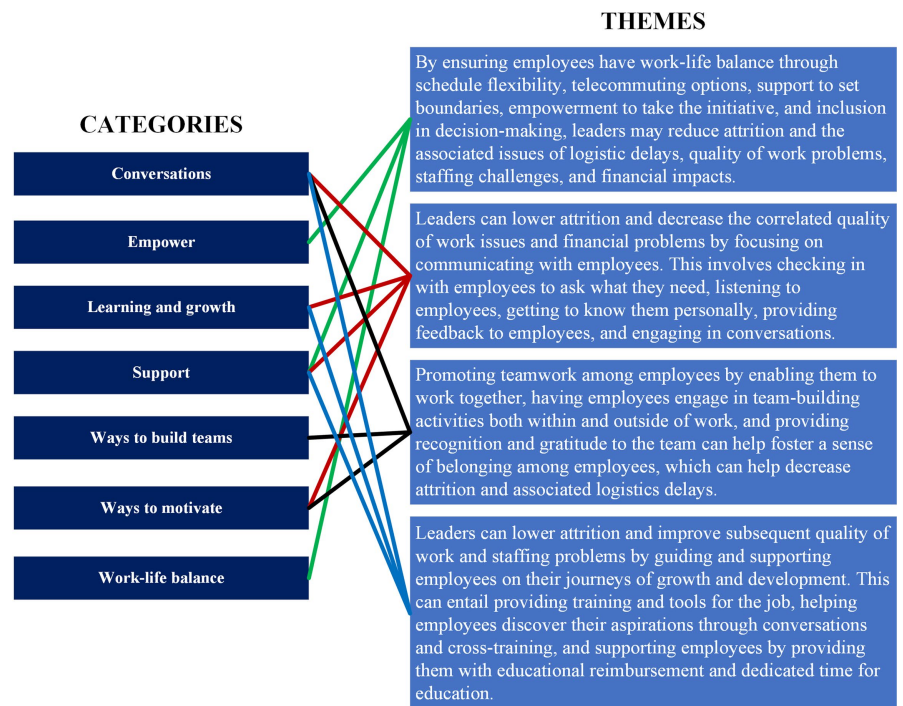 CATEGORIES
Conversations
Empower
Learning and growth
Support
Ways to build teams
Ways to motivate
Work-life balance
THEMES
By ensuring employees have work-life balance through
schedule flexibility, telecommuting options, support to set
boundaries, empowerment to take the initiative, and inclusion
in decision-making, leaders may reduce attrition and the
associated issues of logistic delays, quality of work problems,
staffing challenges, and financial impacts.
Leaders can lower attrition and decrease the correlated quality
of work issues and financial problems by focusing on
communicating with employees. This involves checking in
with employees to ask what they need, listening to
employees, getting to know them personally, providing
feedback to employees, and engaging in conversations.
Promoting teamwork among employees by enabling them to
work together, having employees engage in team-building
activities both within and outside of work, and providing
recognition and gratitude to the team can help foster a sense
of belonging among employees, which can help decrease
attrition and associated logistics delays.
Leaders can lower attrition and improve subsequent quality of
work and staffing problems by guiding and supporting
employees on their journeys of growth and development. This
can entail providing training and tools for the job, helping
employees discover their aspirations through conversations
and cross-training, and supporting employees by providing
them with educational reimbursement and dedicated time for
education.